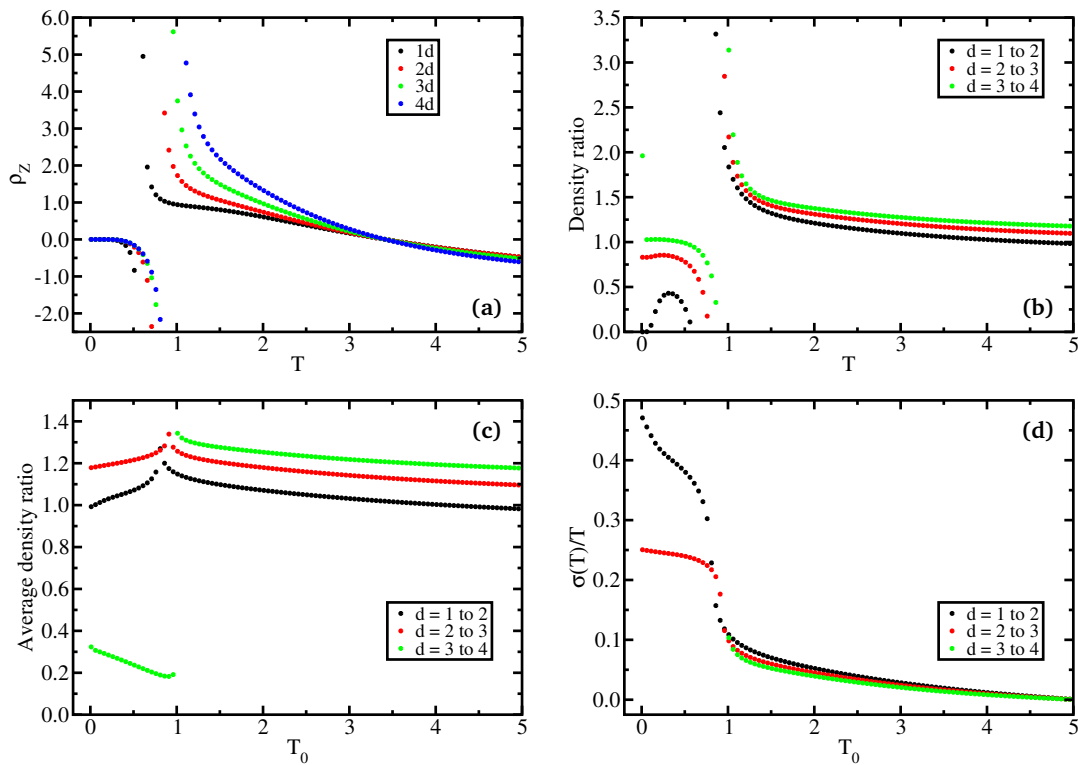 6.0
5.0
4.0
3.0
2.0
1.0
0.0
-1.0
-2.0
ρZ
1d
2d
3d
4d
(a)
0 1 2 3 4 5
T
3.5
3.0
2.5
2.0
1.5
1.0
0.5
0.0
Density ratio
d = 1 to 2
d = 2 to 3
d = 3 to 4
(b)
0 1 2 3 4 5
T
1.4
1.2
1.0
0.8
0.6
0.4
0.2
0.0
Average density ratio
(c)
d = 1 to 2
d = 2 to 3
d = 3 to 4
0 1 2 3 4 5
T0
0.5
0.4
0.3
0.2
0.1
0.0
σ(T)/T
(d)
d = 1 to 2
d = 2 to 3
d = 3 to 4
0 1 2 3 4 5
T0